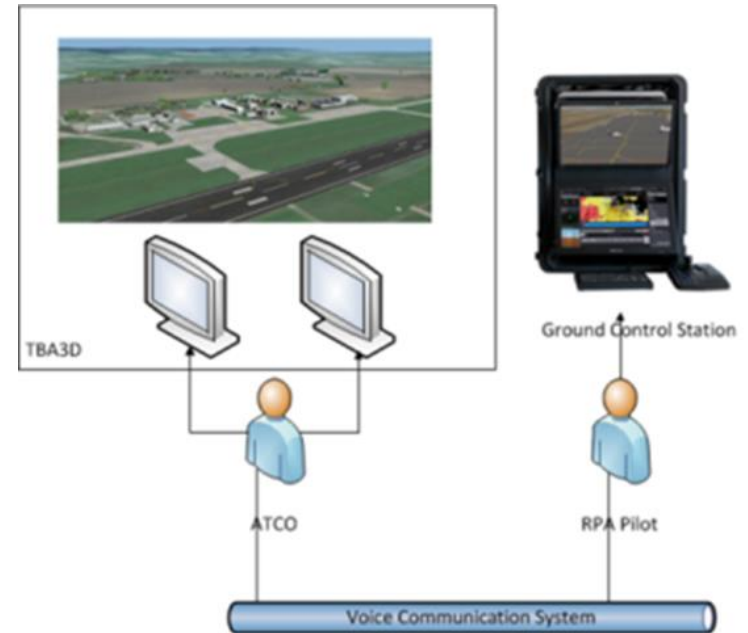 Ground Control Station
TBA3D
ATCO
RPA Pilot
Voice Communication System